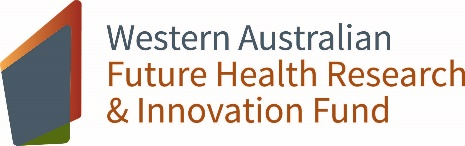 Western Australian
Future Health Research
& Innovation Fund